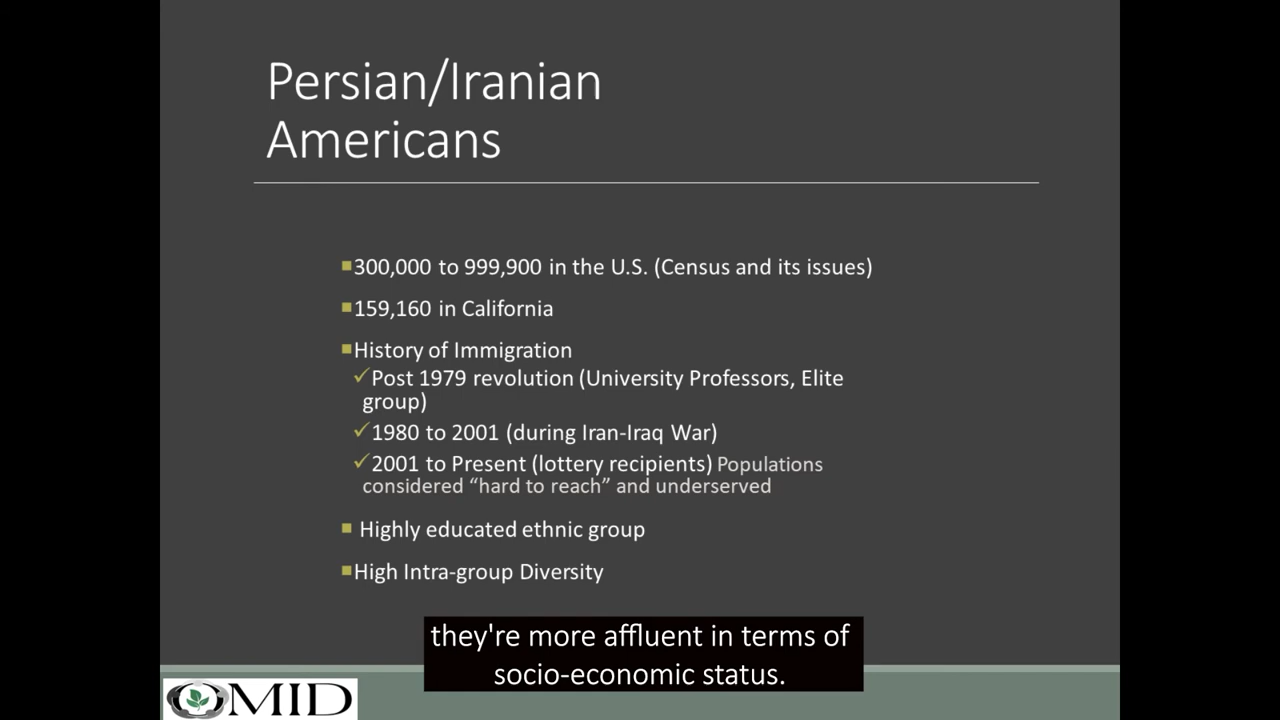 Persian/Iranian
Americans
300,000 to 999,900 in the U.S. (Census and its issues)
159,160 in California
History of Immigration
Post 1979 revolution (University Professors, Elite
group)
1980 to 2001 (during Iran-Iraq War)
2001 to Present (lottery recipients) Populations
considered “hard to reach” and underserved
Highly educated ethnic group
High Intra-group Diversity
they're more affluent in terms of
socio-economic status.
OMID